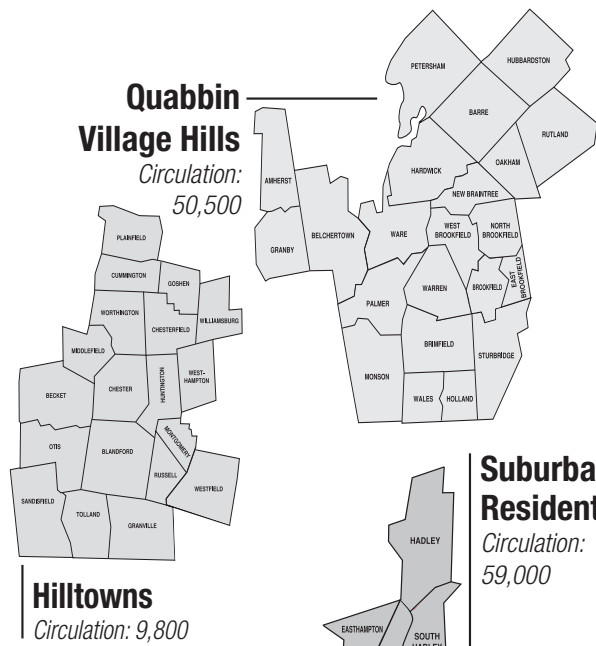 Quabbin
Village Hills
Circulation:
50,500
PETERSHAM
HUBBARDSTON
BARRE
RUTLAND
HARDWICK
OAKHAM
NEW BRAINTREE
AMHERST
GRANBY
BELCHERTOWN
WARE
WEST
BROOKFIELD
NORTH
BROOKFIELD
EAST
BROOKFIELD
BROOKFIELD
WARREN
PALMER
BRIMFIELD
STURBRIDGE
MONSON
WALES
HOLLAND
PLAINFIELD
CUMMINGTON
GOSHEN
WORTHINGTON
CHESTERFIELD
WILLIAMSBURG
MIDDLEFIELD
BECKET
CHESTER
HUNTINGTON
WEST-
HAMPTON
OTIS
BLANDFORD
MONTGOMERY
RUSSELL
WESTFIELD
SANDISFIELD
TOLLAND
GRANVILLE
Hilltowns
Circulation: 9,800
Suburba
Resident
Circulation:
59,000
HADLEY
EASTHAMPTON
SOUTH
HADLEY